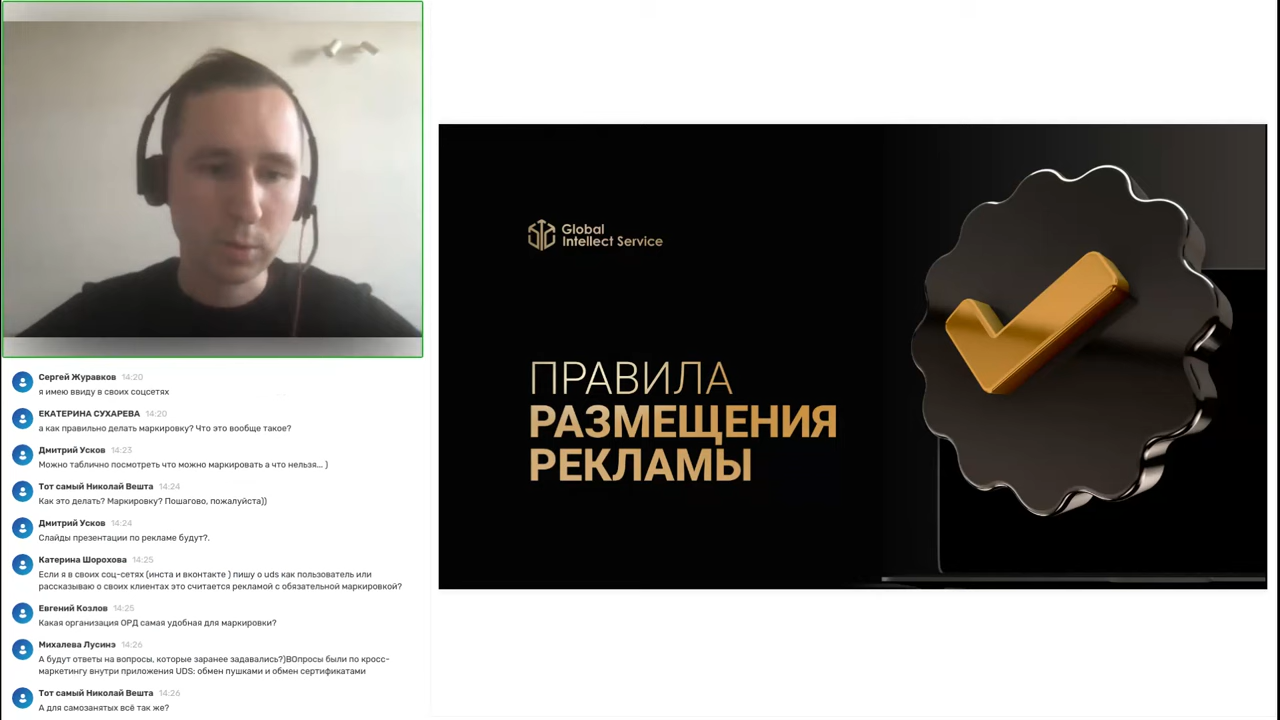 Сергей Журавков 14:20
я имею ввиду в своих соцсетях
ЕКАТЕРИНА СУХАРЕВА 14:20
а как правильно делать маркировку? Что это вообще такое?
Дмитрий Усков 14:23
Можно таблично посмотреть что можно маркировать а что нельзя... )
Тот самый Николай Вешта 14:24
Как это делать? Маркировку? Пошагово, пожалуйста))
Дмитрий Усков 14:24
Слайды презентации по рекламе будут?.
Катерина Шорохова 14:25
Если я в своих соц-сетях (инста и вконтакте ) пишу о uds как пользователь или
рассказываю о своих клиентах это считается рекламой с обязательной маркировкой?
Евгений Козлов 14:25
Какая организация ОРД самая удобная для маркировки?
Михалева Лусинэ 14:26
А будут ответы на вопросы, которые заранее задавались?)ВОпросы были по кросс-
маркетингу внутри приложения UDS: обмен пушками и обмен сертификатами
Тот самый Николай Вешта 14:26
А для самозанятых всё так же?
Global
Intellect Service
ПРАВИЛА
РАЗМЕЩЕНИЯ
РЕКЛАМЫ